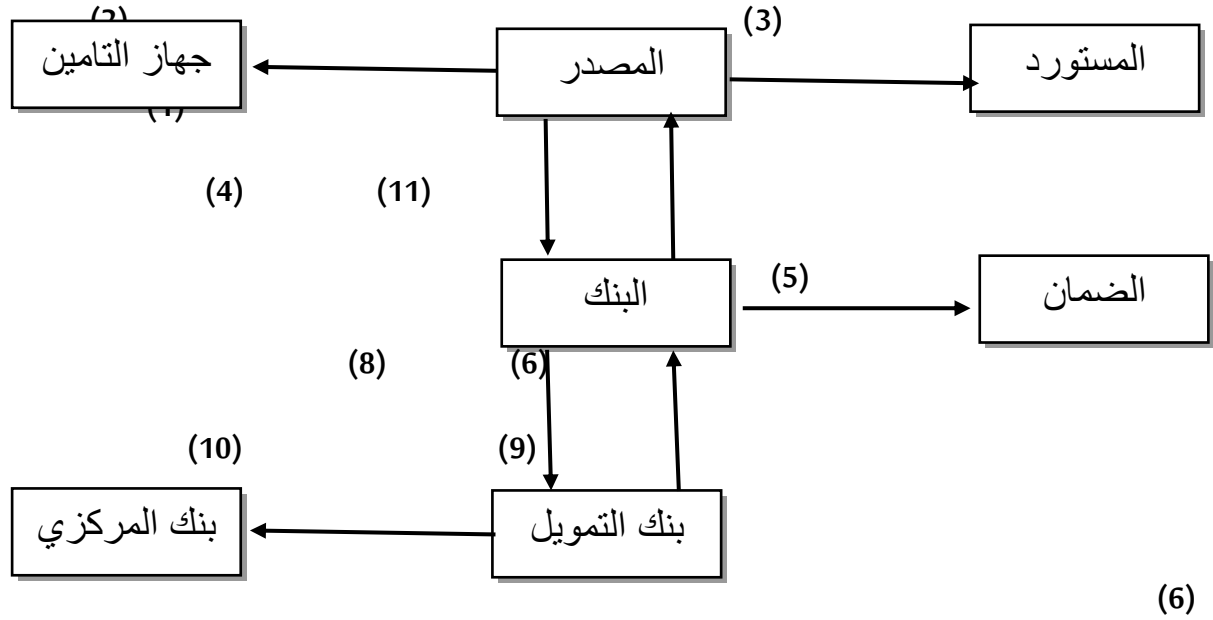 (2)
(3)
جهاز التامين
المصدر
المستورد
(4)
(11)
البنك
(5)
الضمان
(8)
(6)
(10)
(9)
بنك المركزي
بنك التمويل
(6)